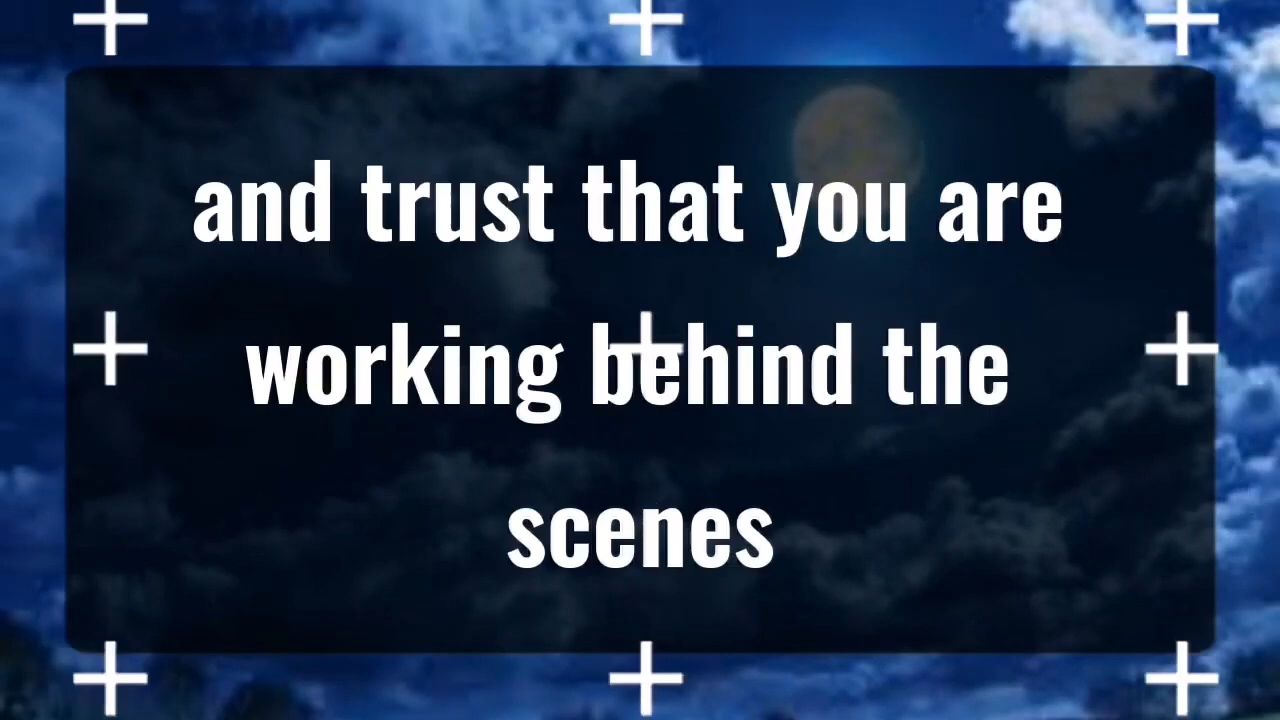 and trust that you are
working behind the
scenes